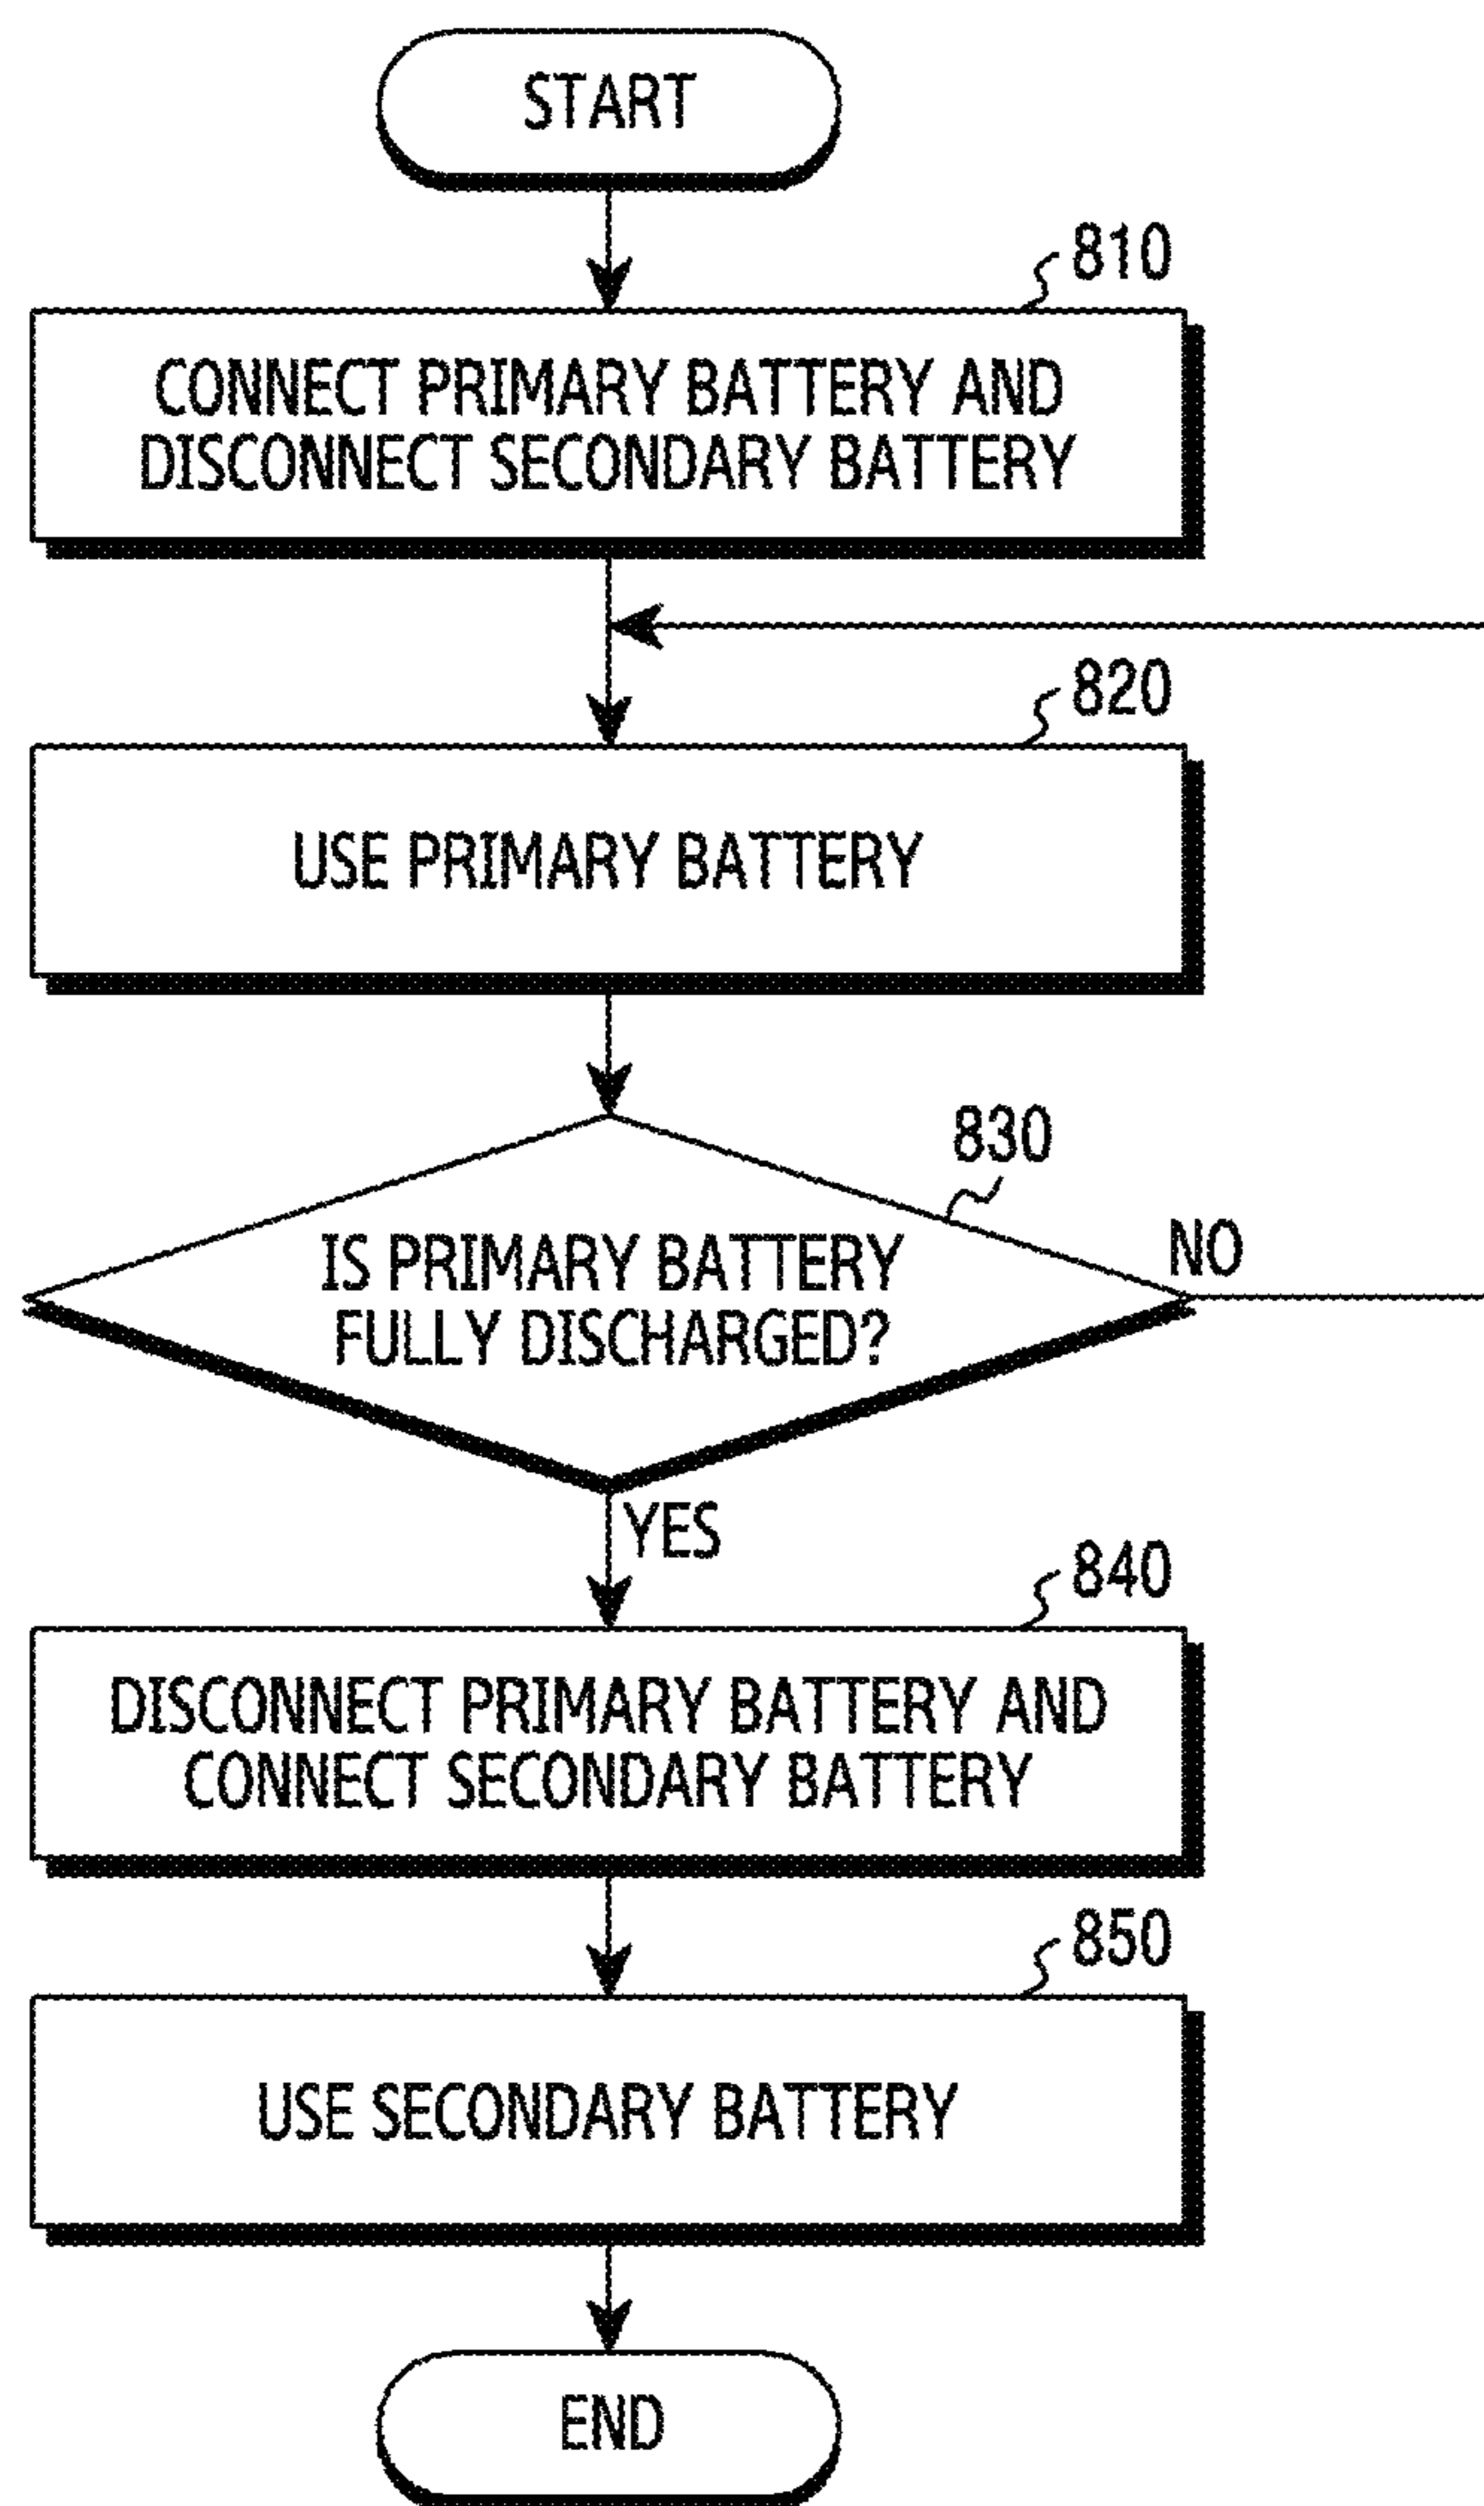 START
810
CONNECT PRIMARY BATTERY AND
DISCONNECT SECONDARY BATTERY
820
USE PRIMARY BATTERY
830
IS PRIMARY BATTERY
FULLY DISCHARGED?
NO
YES
840
DISCONNECT PRIMARY BATTERY AND
CONNECT SECONDARY BATTERY
850
USE SECONDARY BATTERY
END